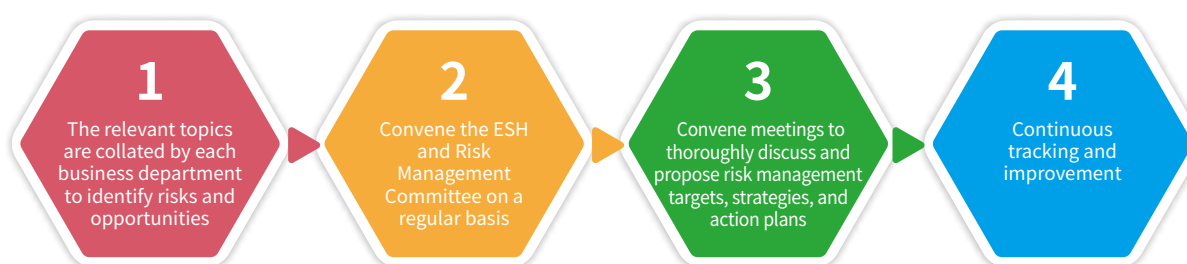 1
The relevant topics
are collated by each
business department
to identify risks and
opportunities
2
Convene the ESH
and Risk
Management
Committee on a
regular basis
3
Convene meetings to
thoroughly discuss and
propose risk management
targets, strategies, and
action plans
4
Continuous
tracking and
improvement